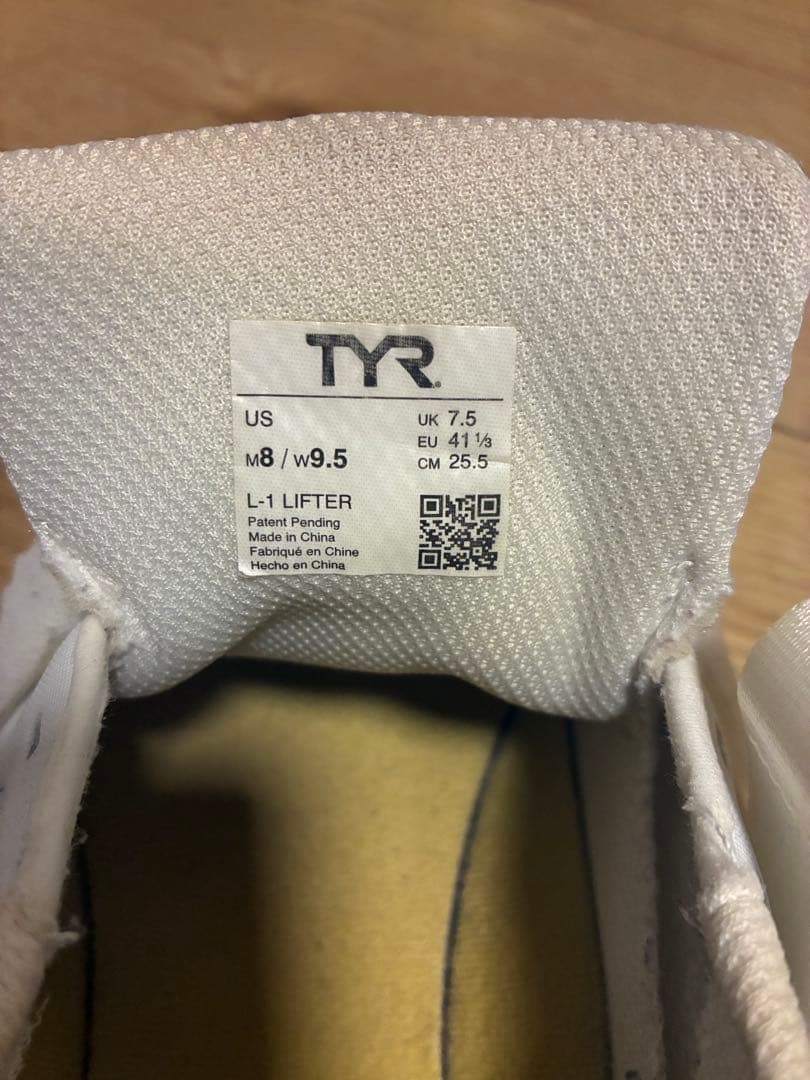 TYR
US
M8 / W9.5
UK 7.5
EU 41 ⅓
CM 25.5
L-1 LIFTER
Patent Pending
Made in China
Fabriqué en Chine
Hecho en China